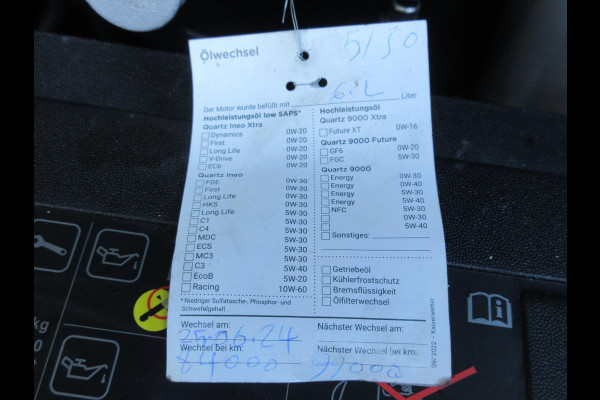 Ölwechsel 5/30
Der Motor wurde befüllt mit 6.2L Liter
Hochleistungsöl low SAPS*
Quartz Ineo Xtra
Dynamics 0W-20
First 0W-20
Long Life 0W-20
V-Drive 0W-20
EC6 0W-20
Quartz Ineo
FDE 0W-30
First 0W-30
Long Life 0W-30
HKS 0W-30
Long Life 5W-30
C1 5W-30
C4 5W-30
MDC 5W-30
ECS 5W-30
MC3 5W-30
C3 5W-40
EcoB 5W-20
Racing 10W-60
* Niedriger Sulfatasche-, Phosphor- und
Schwefelgehalt
Hochleistungsöl
Quartz 9000 Xtra
Future XT 0W-16
Quartz 9000 Future
GF6 0W-20
FGC 5W-30
Quartz 9000
Energy 0W-30
Energy 0W-40
Energy 5W-30
Energy 5W-40
NFC 5W-30
0W-30
5W-40
Sonstiges:
Getriebeöl
Kühlerfrostschutz
Bremsflüssigkeit
Ölfilterwechsel
Wechsel am: Nächster Wechsel am:
25.06.24
Wechsel bei km: Nächster Wechsel bei km:
84000 99000
09/2022 – Kaiserwetter
kg